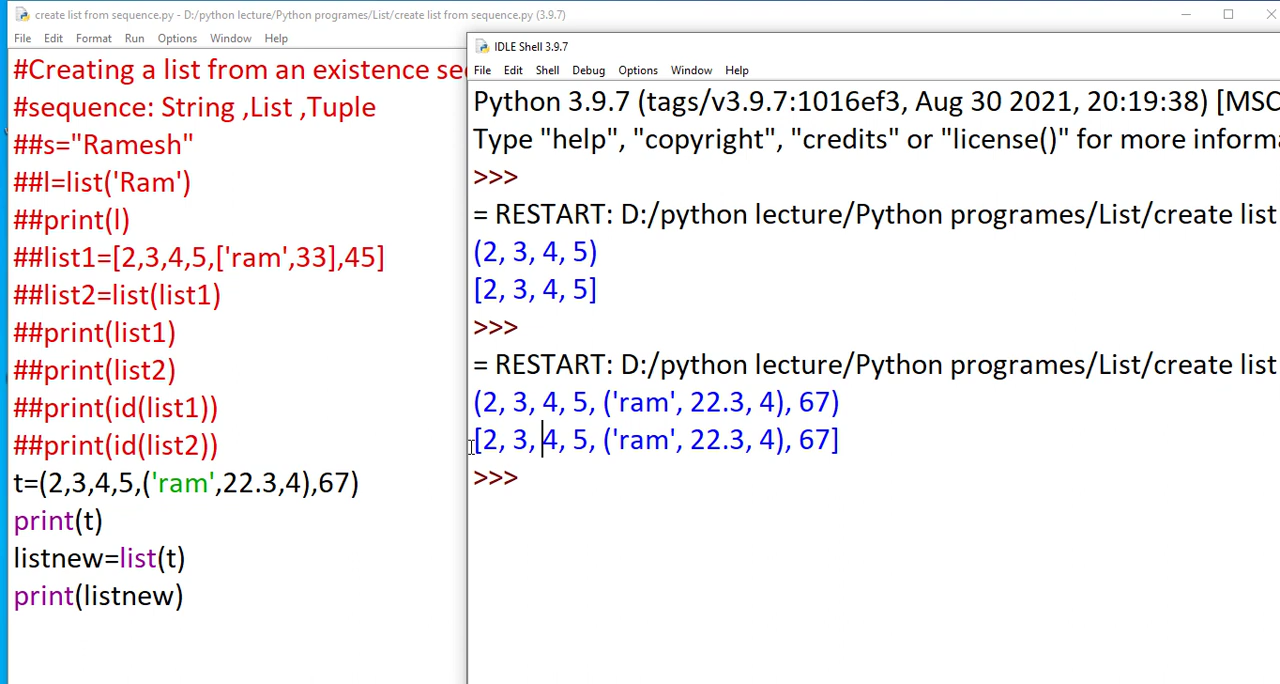 create list from sequence.py - D:/python lecture/Python programes/List/create list from sequence.py (3.9.7)
File Edit Format Run Options Window Help
#Creating a list from an existence se
#sequence: String ,List ,Tuple
##s="Ramesh"
##l=list('Ram')
##print(l)
##list1=[2,3,4,5,['ram',33],45]
##list2=list(list1)
##print(list1)
##print(list2)
##print(id(list1))
##print(id(list2))
t=(2,3,4,5,('ram',22.3,4),67)
print(t)
listnew=list(t)
print(listnew)
IDLE Shell 3.9.7
File Edit Shell Debug Options Window Help
Python 3.9.7 (tags/v3.9.7:1016ef3, Aug 30 2021, 20:19:38) [MSC
Type "help", "copyright", "credits" or "license()" for more informa
>>>
= RESTART: D:/python lecture/Python programes/List/create list
(2, 3, 4, 5)
[2, 3, 4, 5]
>>>
= RESTART: D:/python lecture/Python programes/List/create list
(2, 3, 4, 5, ('ram', 22.3, 4), 67)
[2, 3, 4, 5, ('ram', 22.3, 4), 67]
>>>